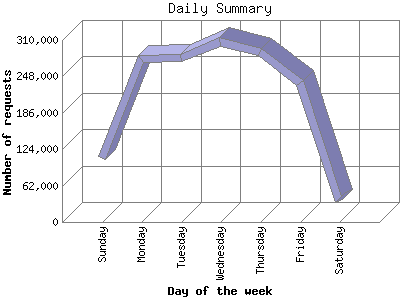 Daily Summary
Number of requests
310,000
248,000
186,000
124,000
62,000
0
Sunday
Monday
Tuesday
Wednesday
Thursday
Friday
Saturday
Day of the week